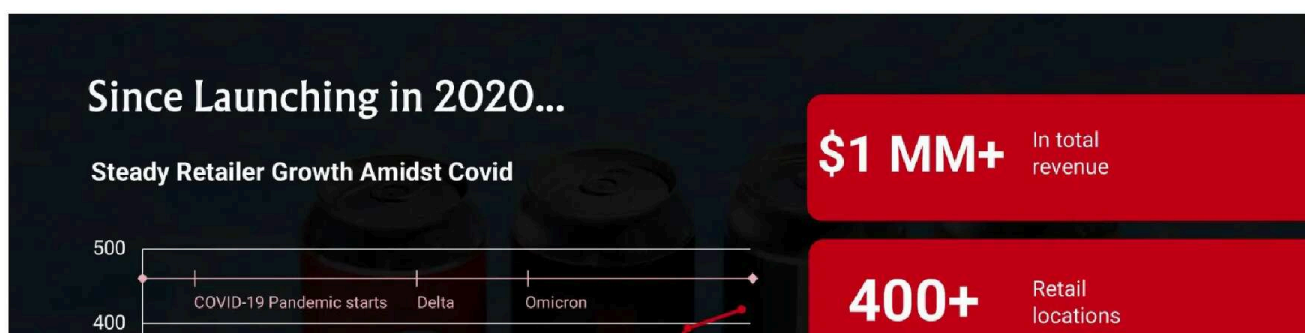 Since Launching in 2020...
Steady Retailer Growth Amidst Covid
500
COVID-19 Pandemic starts Delta Omicron
400
$1 MM+ In total
revenue
400+ Retail
locations